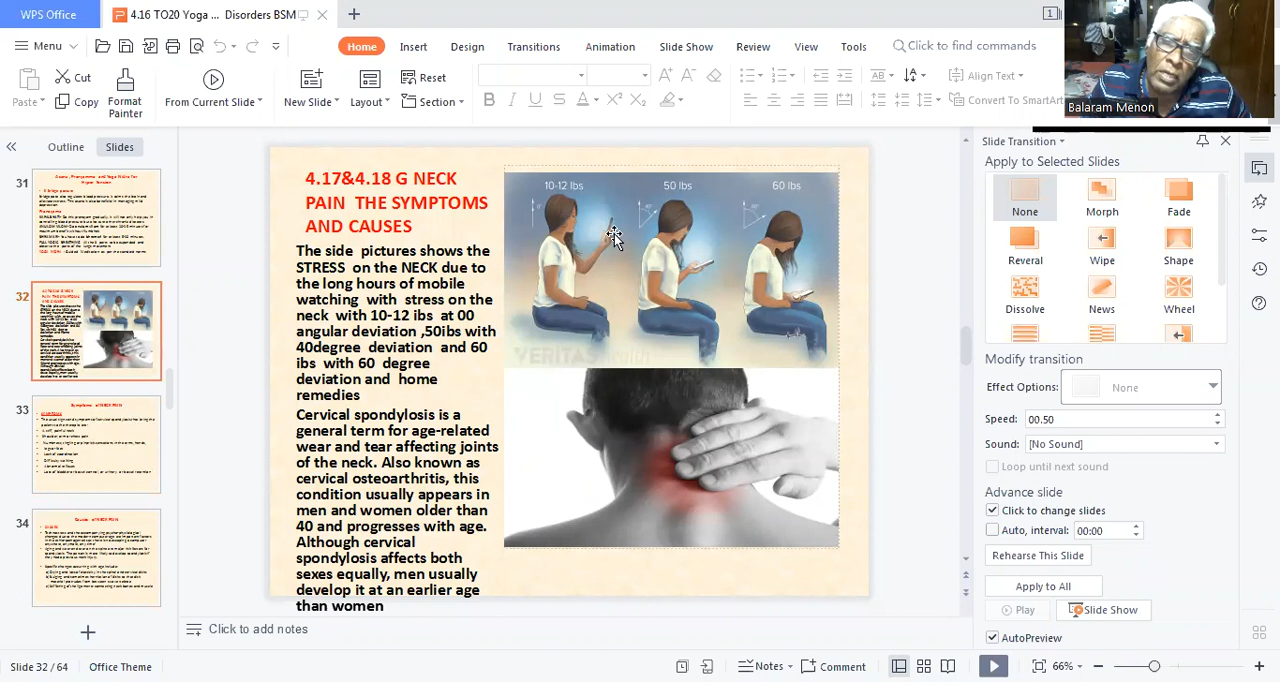 WPS Office
4.16 TO20 Yoga ... Disorders BSM
1
Menu
Home
Insert
Design
Transitions
Animation
Slide Show
Review
View
Tools
Click to find commands
Balaram Menon
Paste
Cut
Copy
Format
Painter
From Current Slide
New Slide
Layout
Reset
Section
B I U S A X² X₂
AB
Align Text
Convert To SmartArt
Outline
Slides
31
32
33
34
4.17&4.18 G NECK
PAIN THE SYMPTOMS
AND CAUSES
The side pictures shows the
STRESS on the NECK due to
the long hours of mobile
watching with stress on the
neck with 10-12 ibs at 00
angular deviation ,50ibs with
40degree deviation and 60
ibs with 60 degree
deviation and home
remedies
Cervical spondylosis is a
general term for age-related
wear and tear affecting joints
of the neck. Also known as
cervical osteoarthritis, this
condition usually appears in
men and women older than
40 and progresses with age.
Although cervical
spondylosis affects both
sexes equally, men usually
develop it at an earlier age
than women
10-12 lbs
50 lbs
60 lbs
VERITAS health
Slide Transition
Apply to Selected Slides
None
Morph
Fade
Reveral
Wipe
Shape
Dissolve
News
Wheel
Modify transition
Effect Options:
None
Speed:
00.50
Sound:
[No Sound]
Loop until next sound
Advance slide
Click to change slides
Auto, interval:
00:00
Rehearse This Slide
Apply to All
Play
Slide Show
AutoPreview
Click to add notes
Slide 32 / 64
Office Theme
Notes
Comment
66%